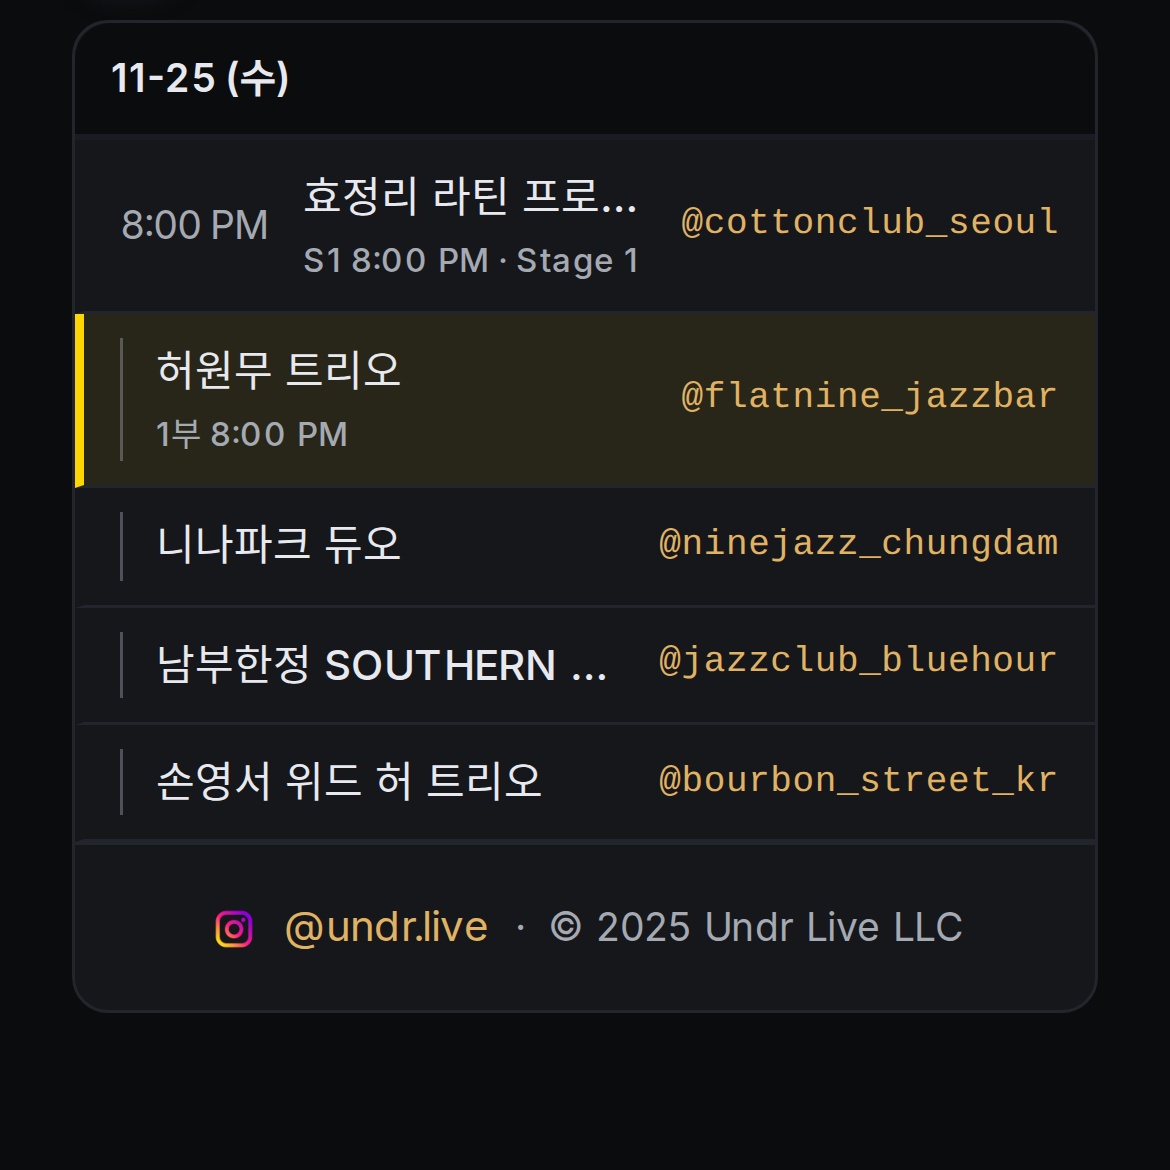 11-25 (수)
8:00 PM
효정리 라틴 프로...
S1 8:00 PM · Stage 1
@cottonclub_seoul
허원무 트리오
1부 8:00 PM
@flatnine_jazzbar
니나파크 듀오
@ninejazz_chungdam
남부한정 SOUTHERN ...
@jazzclub_bluehour
손영서 위드 허 트리오
@bourbon_street_kr
@undr.live · © 2025 Undr Live LLC